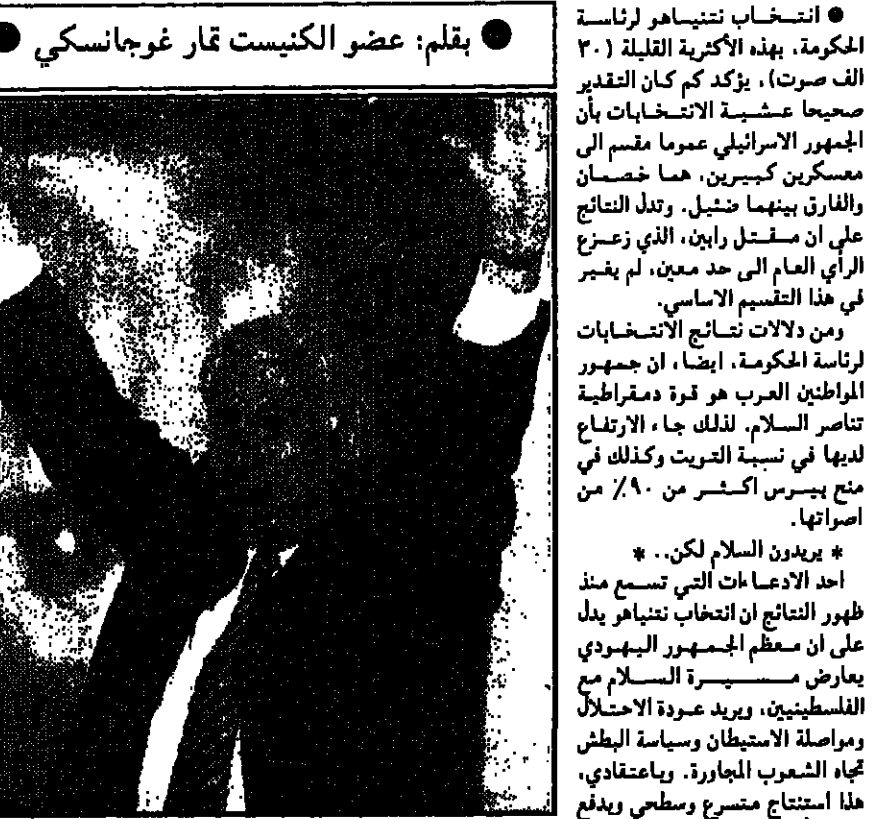 ● بقلم: عضو الكنيست تمار غوجانسكي ●
● انتخاب نتنياهو لرئاسة
الحكومة، بهذه الأكثرية القليلة (٣٠
الف صوت)، يؤكد كم كان التقدير
صحيحا عشية الانتخابات بأن
الجمهور الاسرائيلي عموما مقسم الى
معسكرين كبيرين، هما خصمان
والفارق بينهما ضئيل. وتدل النتائج
على ان مقتل رابين، الذي زعزع
الرأي العام الى حد معين، لم يغير
في هذا التقسيم الاساسي.
ومن دلالات نتائج الانتخابات
لرئاسة الحكومة، ايضا، ان جمهور
المواطنين العرب هو قوة دمقراطية
تناصر السلام. لذلك جاء الارتفاع
لديها في نسبة التويت وكذلك في
منح بيرس اكثر من ٩٠٪ من
اصواتها.
* يريدون السلام لكن.. *
احد الادعاءات التي تسمع منذ
ظهور النتائج ان انتخاب نتنياهو يدل
على ان معظم الجمهور اليهودي
يعارض مسيرة السلام مع
الفلسطينيين، ويريد عودة الاحتلال
ومواصلة الاستيطان وسياسة البطش
تجاه الشعوب المجاورة. وباعتقادي،
هذا استنتاج متسرع وسطحي ويدفع